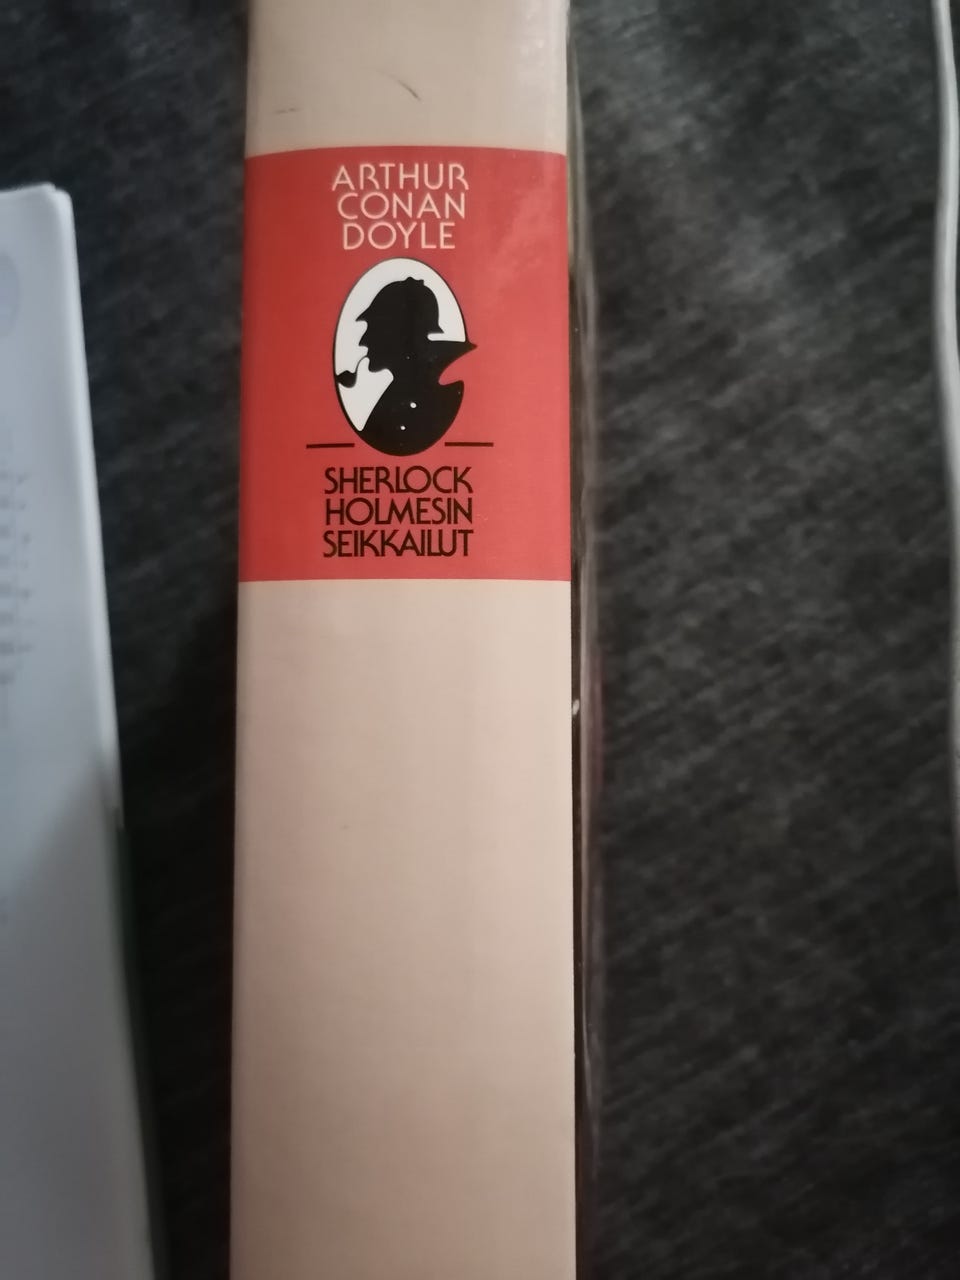 ARTHUR
CONAN
DOYLE
SHERLOCK
HOLMESIN
SEIKKAILUT